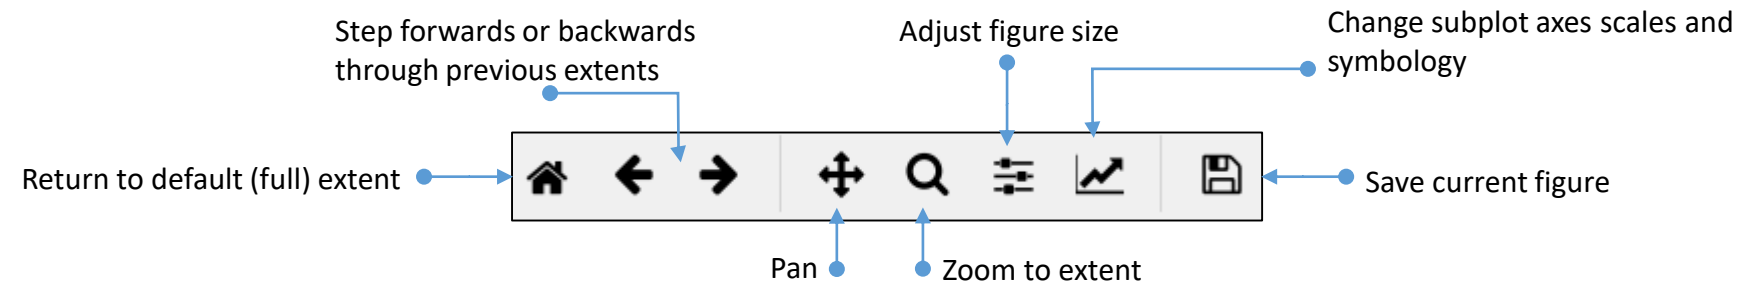 Step forwards or backwards
through previous extents
Adjust figure size
Change subplot axes scales and
symbology
Return to default (full) extent
Save current figure
Pan
Zoom to extent